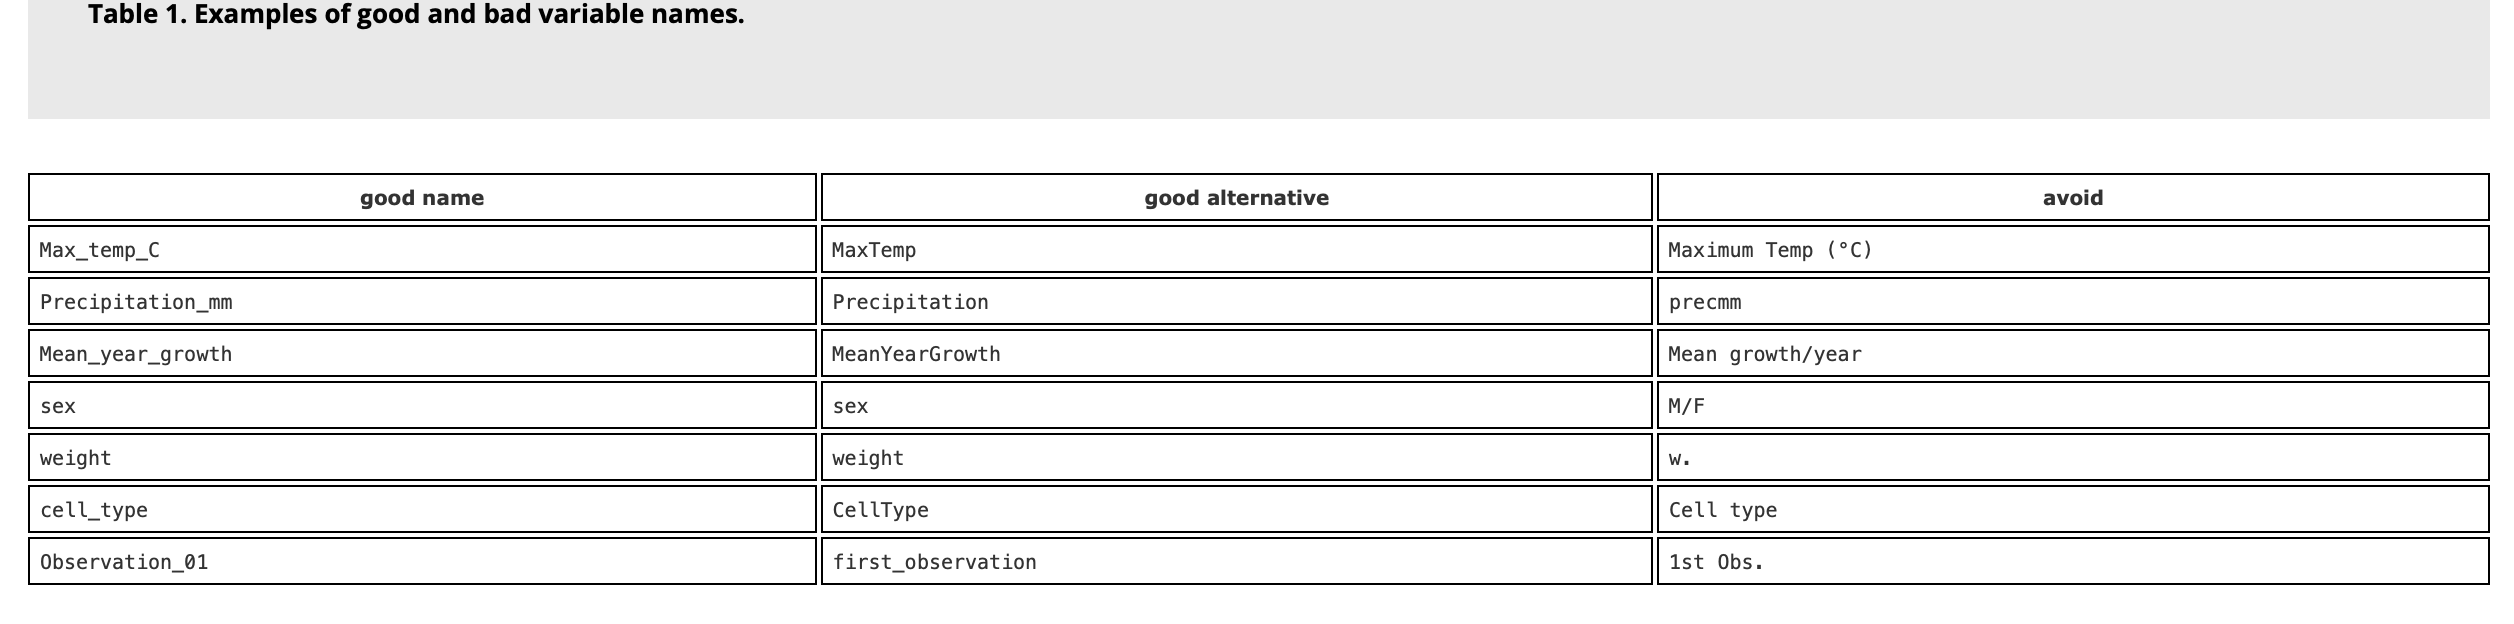 Table 1. Examples of good and bad variable names.
good name good alternative avoid
Max_temp_C MaxTemp Maximum Temp (°C)
Precipitation_mm Precipitation precmm
Mean_year_growth MeanYearGrowth Mean growth/year
sex sex M/F
weight weight w.
cell_type CellType Cell type
Observation_01 first_observation 1st Obs.